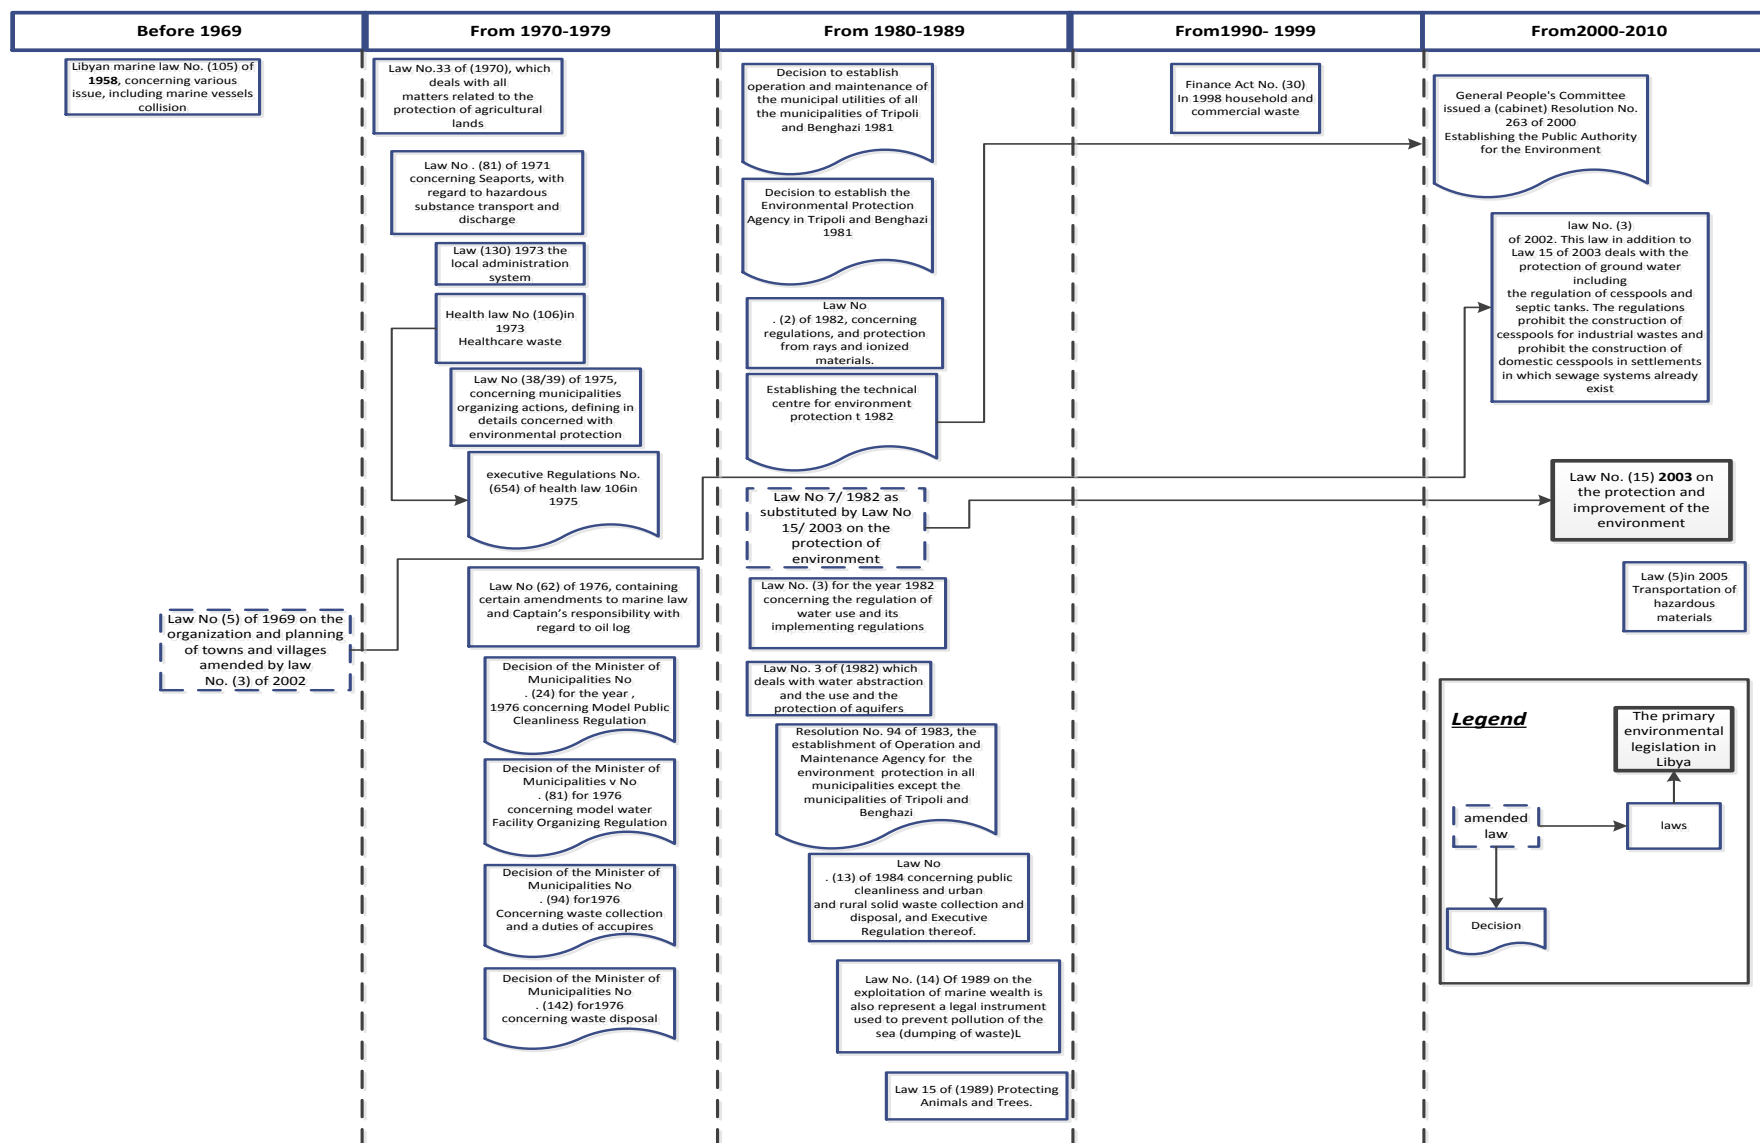 Before 1969
From 1970-1979
From 1980-1989
From1990- 1999
From2000-2010
Libyan marine law No. (105) of
1958, concerning various
issue, including marine vessels
collision
Law No (5) of 1969 on the
organization and planning
of towns and villages
amended by law
No. (3) of 2002
Law No.33 of (1970), which
deals with all
matters related to the
protection of agricultural
lands
Law No . (81) of 1971
concerning Seaports, with
regard to hazardous
substance transport and
discharge
Law (130) 1973 the
local administration
system
Health law No (106)in
1973
Healthcare waste
Law No (38/39) of 1975,
concerning municipalities
organizing actions, defining in
details concerned with
environmental protection
executive Regulations No.
(654) of health law 106in
1975
Law No (62) of 1976, containing
certain amendments to marine law
and Captain’s responsibility with
regard to oil log
Decision of the Minister of
Municipalities No
. (24) for the year ,
1976 concerning Model Public
Cleanliness Regulation
Decision of the Minister of
Municipalities v No
. (81) for 1976
concerning model water
Facility Organizing Regulation
Decision of the Minister of
Municipalities No
. (94) for1976
Concerning waste collection
and a duties of accupires
Decision of the Minister of
Municipalities No
. (142) for1976
concerning waste disposal
Decision to establish
operation and maintenance of
the municipal utilities of all
the municipalities of Tripoli
and Benghazi 1981
Decision to establish the
Environmental Protection
Agency in Tripoli and Benghazi
1981
Law No
. (2) of 1982, concerning
regulations, and protection
from rays and ionized
materials.
Establishing the technical
centre for environment
protection t 1982
Law No 7/ 1982 as
substituted by Law No
15/ 2003 on the
protection of
environment
Law No. (3) for the year 1982
concerning the regulation of
water use and its
implementing regulations
Law No. 3 of (1982) which
deals with water abstraction
and the use and the
protection of aquifers
Resolution No. 94 of 1983, the
establishment of Operation and
Maintenance Agency for the
environment protection in all
municipalities except the
municipalities of Tripoli and
Benghazi
Law No
. (13) of 1984 concerning public
cleanliness and urban
and rural solid waste collection and
disposal, and Executive
Regulation thereof.
Law No. (14) Of 1989 on the
exploitation of marine wealth is
also represent a legal instrument
used to prevent pollution of the
sea (dumping of waste)L
Law 15 of (1989) Protecting
Animals and Trees.
Finance Act No. (30)
In 1998 household and
commercial waste
General People's Committee
issued a (cabinet) Resolution No.
263 of 2000
Establishing the Public Authority
for the Environment
law No. (3)
of 2002. This law in addition to
Law 15 of 2003 deals with the
protection of ground water
including
the regulation of cesspools and
septic tanks. The regulations
prohibit the construction of
cesspools for industrial wastes and
prohibit the construction of
domestic cesspools in settlements
in which sewage systems already
exist
Law No. (15) 2003 on
the protection and
improvement of the
environment
Law (5)in 2005
Transportation of
hazardous
materials
Legend
The primary
environmental
legislation in
Libya
amended
law
laws
Decision